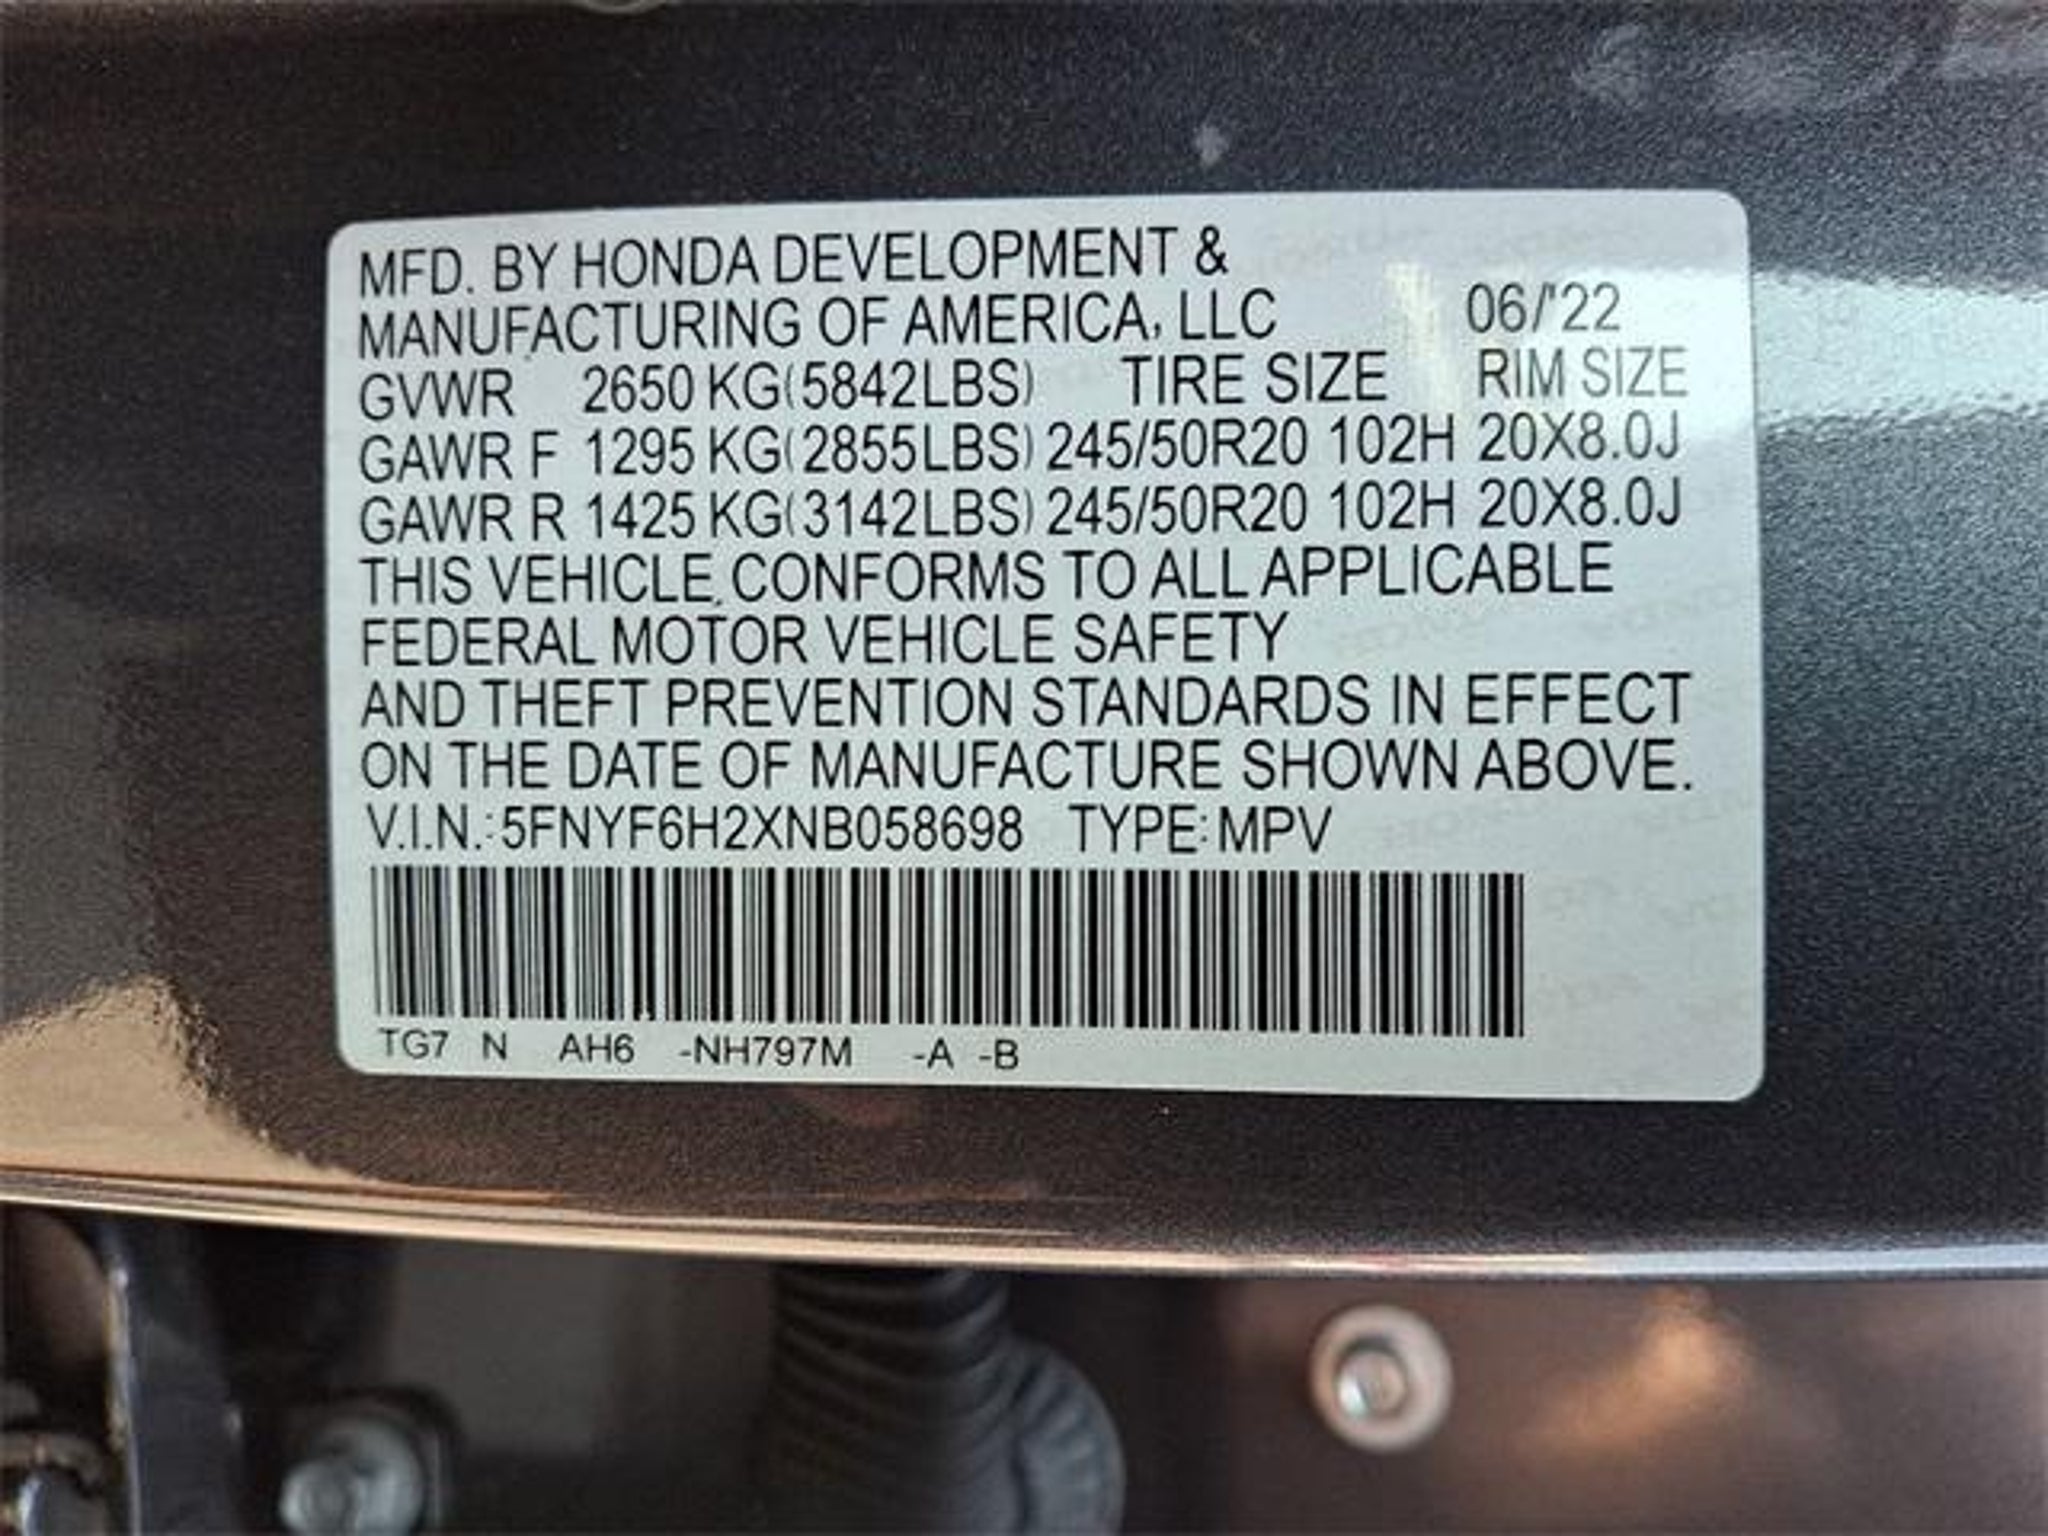 MFD. BY HONDA DEVELOPMENT &
MANUFACTURING OF AMERICA, LLC 06/'22
GVWR 2650 KG(5842LBS) TIRE SIZE RIM SIZE
GAWR F 1295 KG(2855LBS) 245/50R20 102H 20X8.0J
GAWR R 1425 KG(3142LBS) 245/50R20 102H 20X8.0J
THIS VEHICLE CONFORMS TO ALL APPLICABLE
FEDERAL MOTOR VEHICLE SAFETY
AND THEFT PREVENTION STANDARDS IN EFFECT
ON THE DATE OF MANUFACTURE SHOWN ABOVE.
V.I.N.: 5FNYF6H2XNB058698 TYPE: MPV
TG7 N AH6 -NH797M -A -B